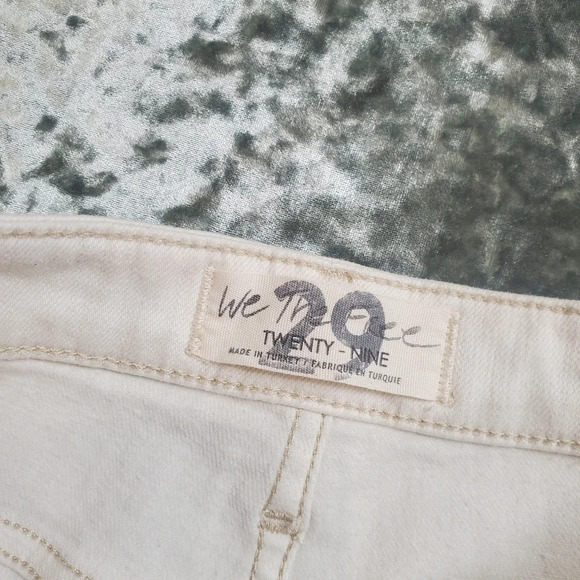 We The Free
29
TWENTY - NINE
MADE IN TURKEY / FABRIQUE EN TURQUIE